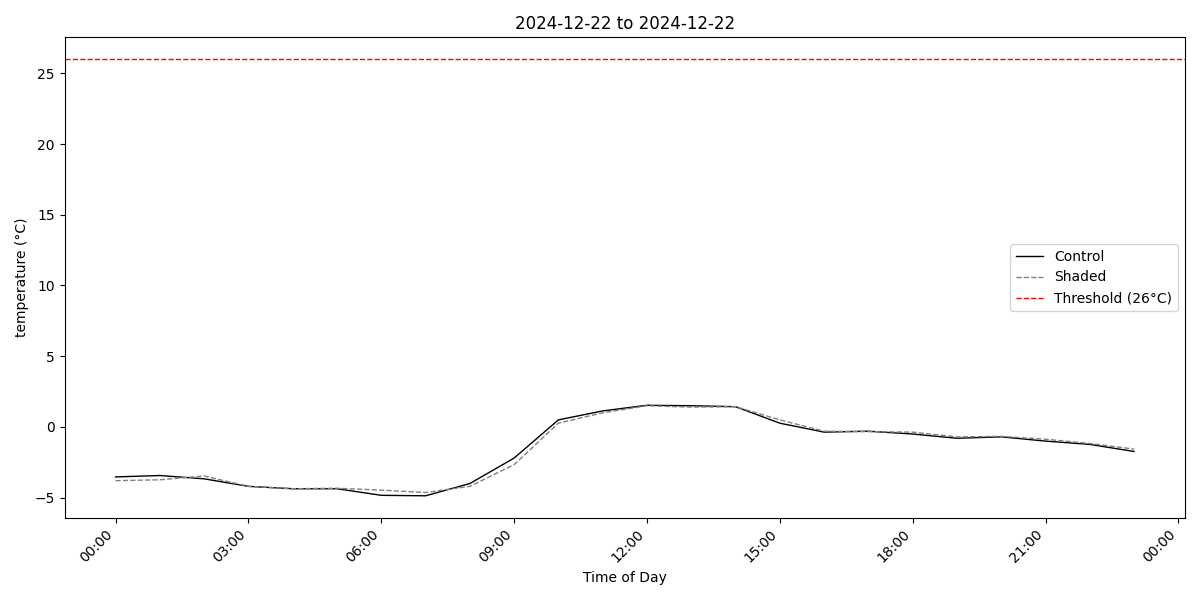 2024-12-22 to 2024-12-22
temperature (°C)
25
20
15
10
5
0
−5
Control
Shaded
Threshold (26°C)
00:00
03:00
06:00
09:00
12:00
15:00
18:00
21:00
00:00
Time of Day